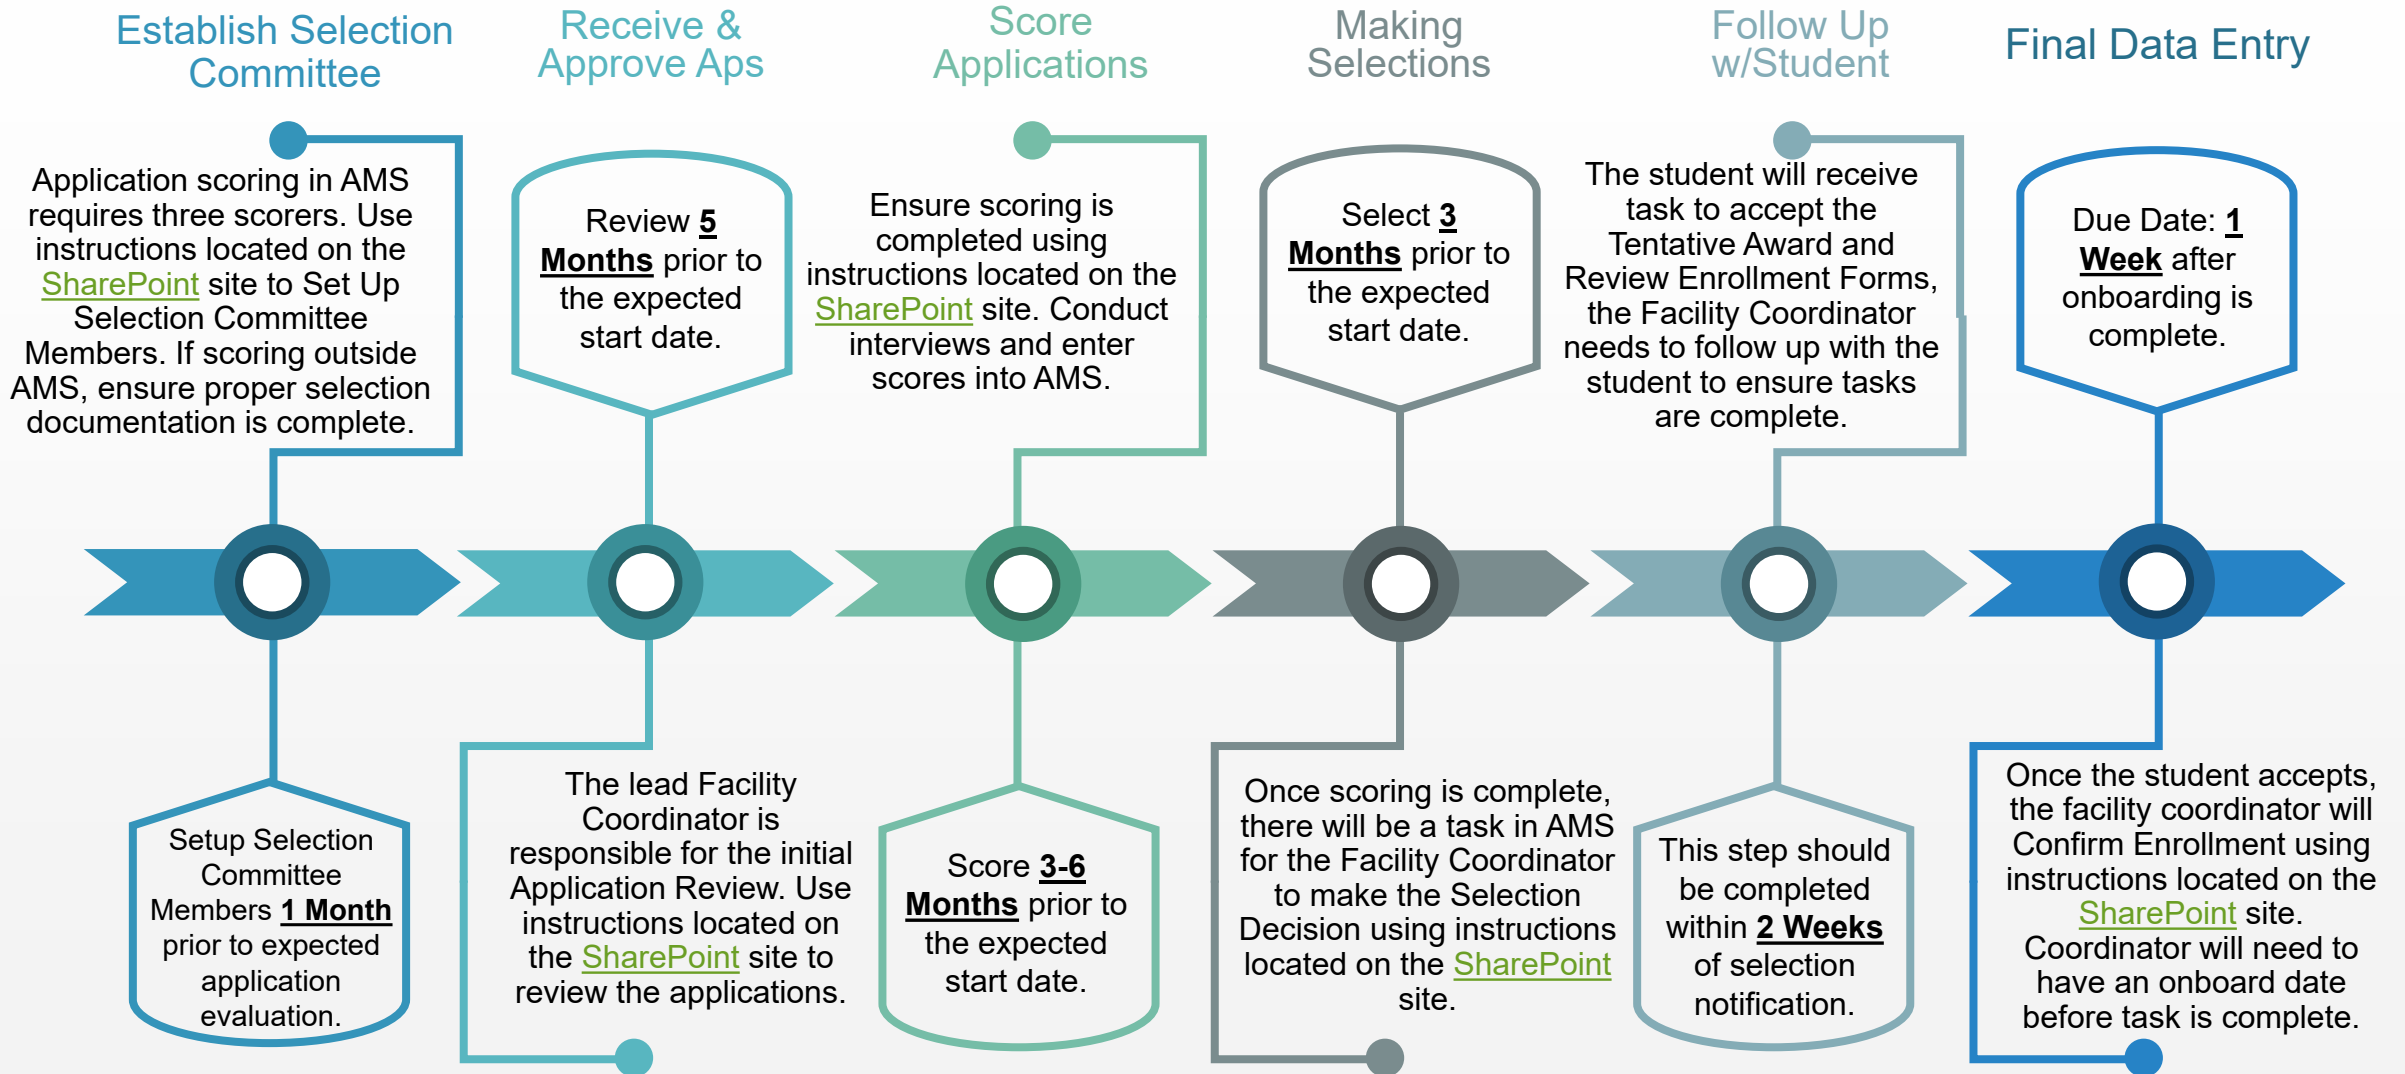 Establish Selection
Committee
Application scoring in AMS
requires three scorers. Use
instructions located on the
SharePoint site to Set Up
Selection Committee
Members. If scoring outside
AMS, ensure proper selection
documentation is complete.
Setup Selection
Committee
Members 1 Month
prior to expected
application
evaluation.
Receive &
Approve Aps
Review 5
Months prior to
the expected
start date.
The lead Facility
Coordinator is
responsible for the initial
Application Review. Use
instructions located on
the SharePoint site to
review the applications.
Score
Applications
Ensure scoring is
completed using
instructions located on the
SharePoint site. Conduct
interviews and enter
scores into AMS.
Score 3-6
Months prior to
the expected
start date.
Making
Selections
Select 3
Months prior to
the expected
start date.
Once scoring is complete,
there will be a task in AMS
for the Facility Coordinator
to make the Selection
Decision using instructions
located on the SharePoint
site.
Follow Up
w/Student
The student will receive
task to accept the
Tentative Award and
Review Enrollment Forms,
the Facility Coordinator
needs to follow up with the
student to ensure tasks
are complete.
This step should
be completed
within 2 Weeks
of selection
notification.
Final Data Entry
Due Date: 1
Week after
onboarding is
complete.
Once the student accepts,
the facility coordinator will
Confirm Enrollment using
instructions located on the
SharePoint site.
Coordinator will need to
have an onboard date
before task is complete.